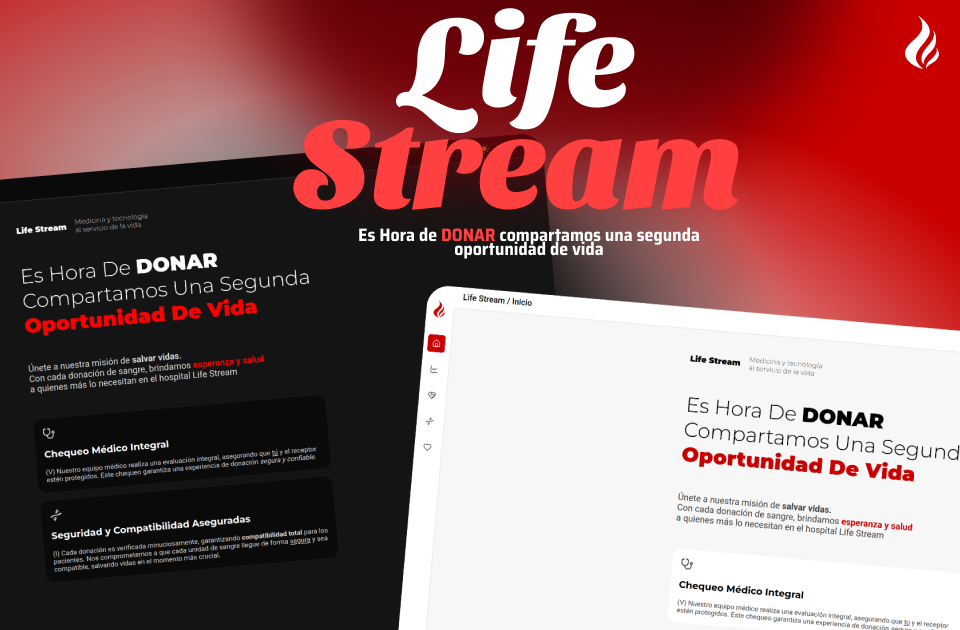 Life
Stream
Es Hora de DONAR compartamos una segunda
oportunidad de vida
Life Stream
Medicina y tecnología
al servicio de la vida
Es Hora De DONAR
Compartamos Una Segunda
Oportunidad De Vida
Únete a nuestra misión de salvar vidas.
Con cada donación de sangre, brindamos esperanza y salud
a quienes más lo necesitan en el hospital Life Stream
Chequeo Médico Integral
(V) Nuestro equipo médico realiza una evaluación integral, asegurando que tú y el receptor
estén protegidos. Este chequeo garantiza una experiencia de donación segura y confiable.
Seguridad y Compatibilidad Aseguradas
(I) Cada donación es verificada minuciosamente, garantizando compatibilidad total para los
pacientes. Nos comprometemos a que cada unidad de sangre llegue de forma segura y sea
compatible, salvando vidas en el momento más crucial.
Life Stream / Inicio
Life Stream
Medicina y tecnología
al servicio de la vida
Es Hora De DONAR
Compartamos Una Segund
Oportunidad De Vida
Únete a nuestra misión de salvar vidas.
Con cada donación de sangre, brindamos esperanza y salud
a quienes más lo necesitan en el hospital Life Stream
Chequeo Médico Integral
(V) Nuestro equipo médico realiza una evaluación integral, asegurando que tú y el receptor
estén protegidos. Este chequeo garantiza una experiencia de donación